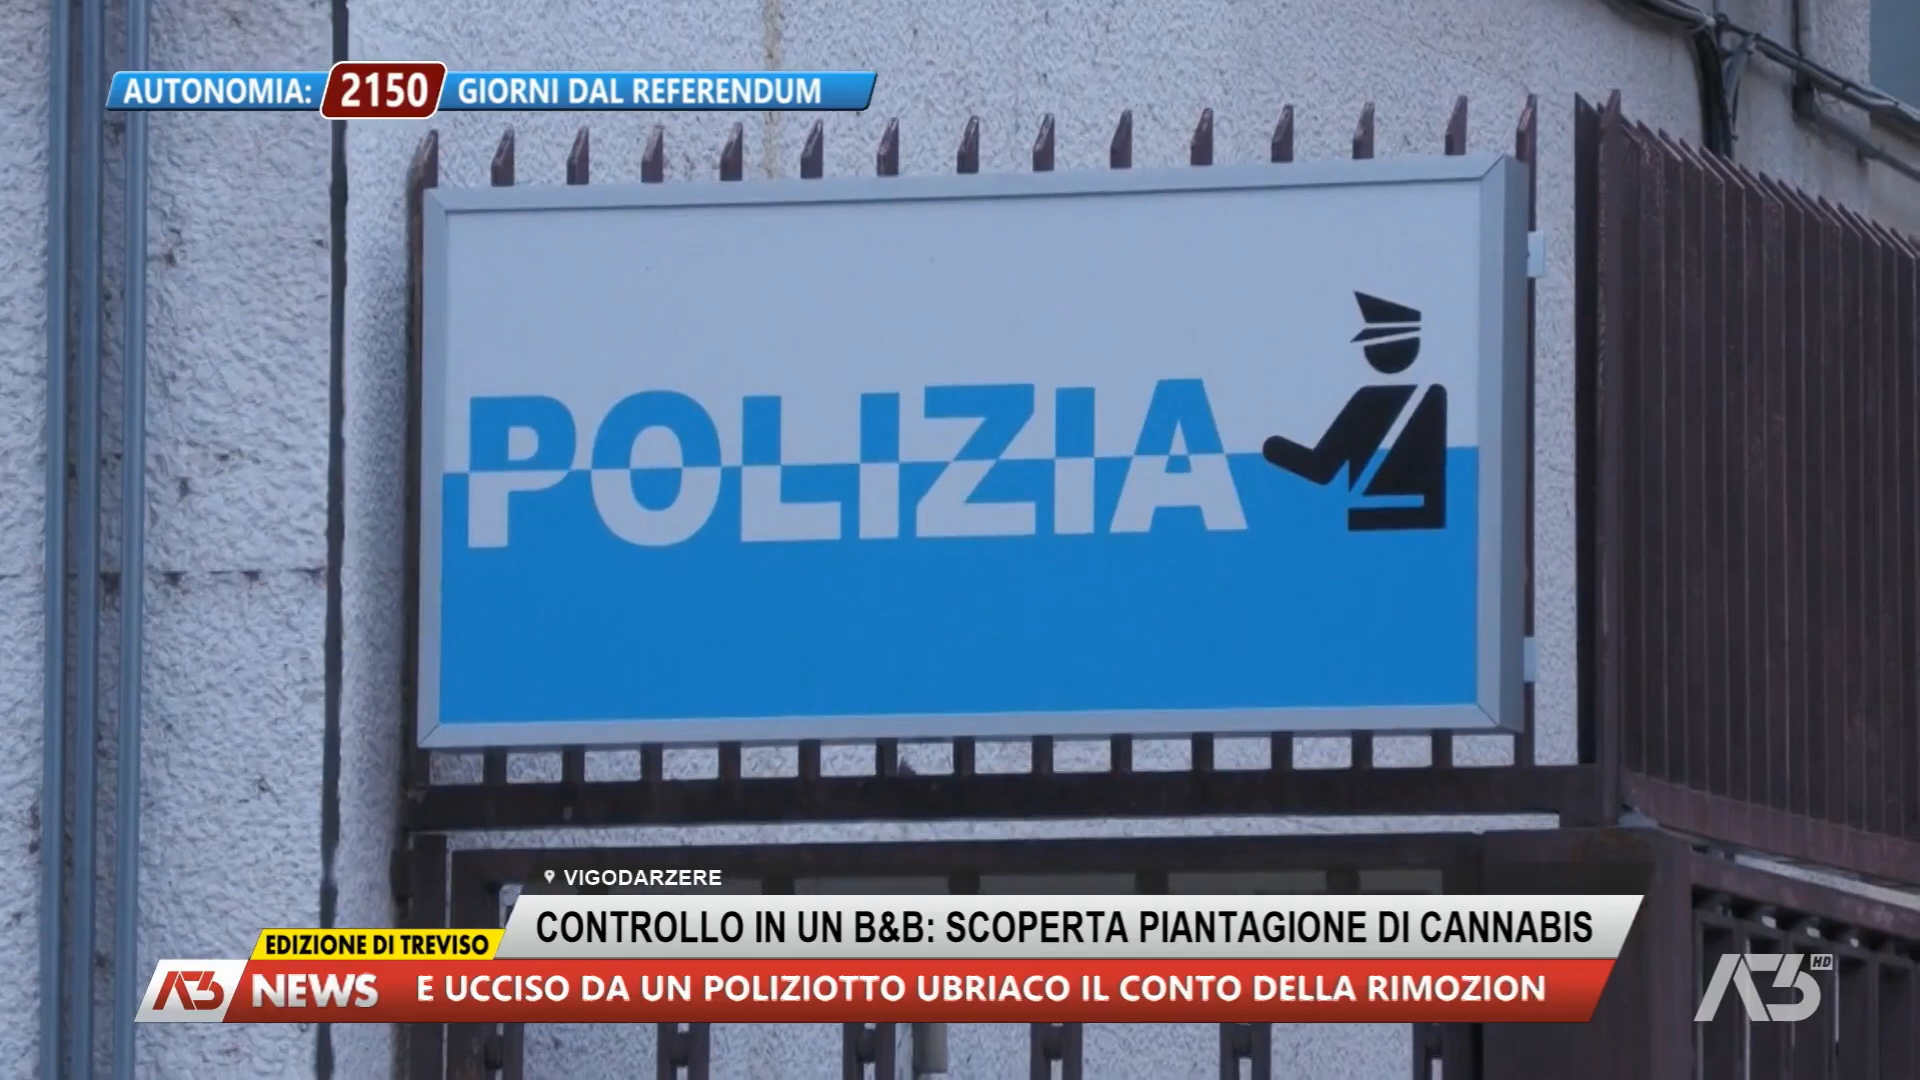 AUTONOMIA: 2150 GIORNI DAL REFERENDUM
POLIZIA
VIGODARZERE
CONTROLLO IN UN B&B: SCOPERTA PIANTAGIONE DI CANNABIS
EDIZIONE DI TREVISO
A3 NEWS E UCCISO DA UN POLIZIOTTO UBRIACO IL CONTO DELLA RIMOZION
A3 HD